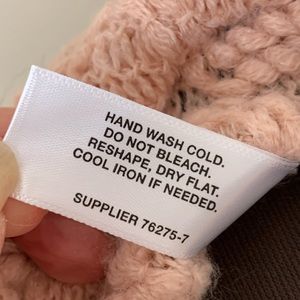 HAND WASH COLD.
DO NOT BLEACH.
RESHAPE, DRY FLAT.
COOL IRON IF NEEDED.
SUPPLIER 76275-7